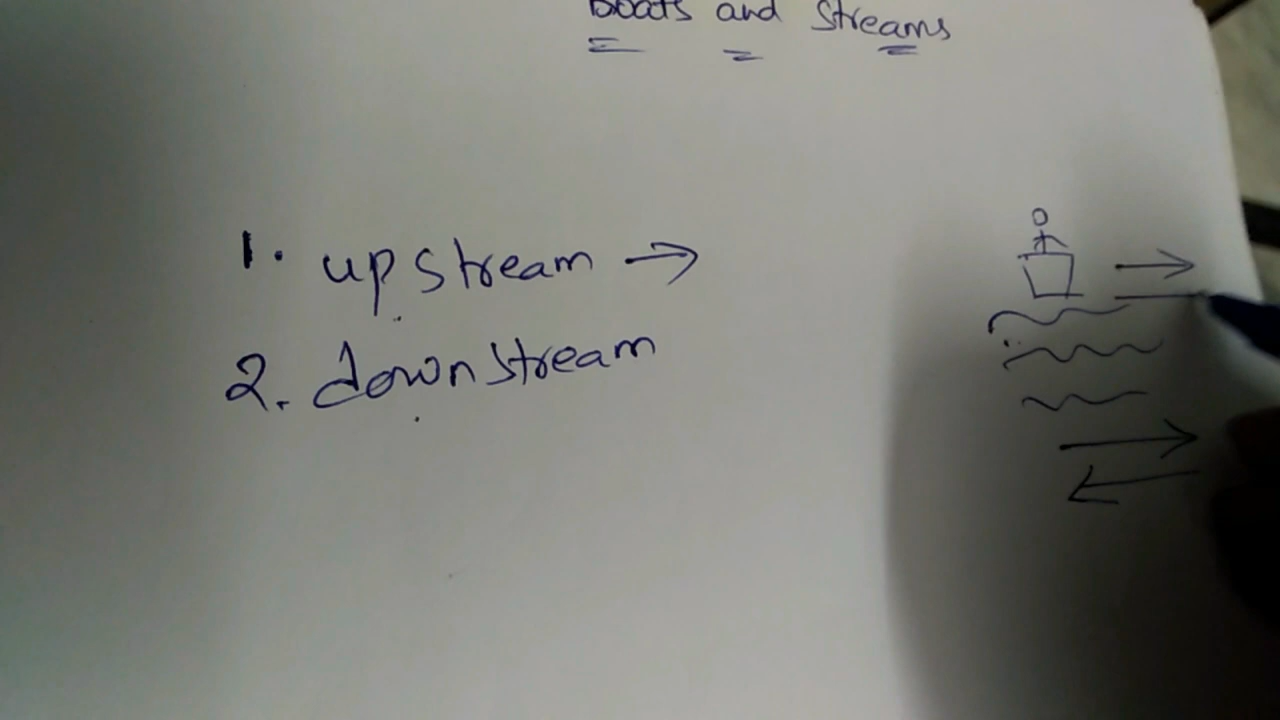 Boats and Streams
1. upstream →
2. downstream